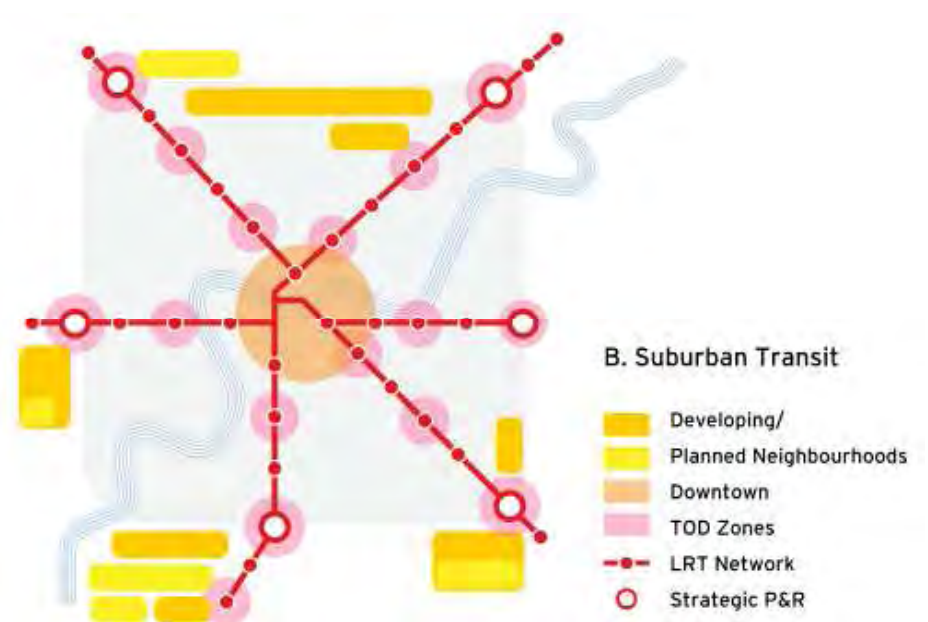 B. Suburban Transit
Developing/
Planned Neighbourhoods
Downtown
TOD Zones
LRT Network
Strategic P&R